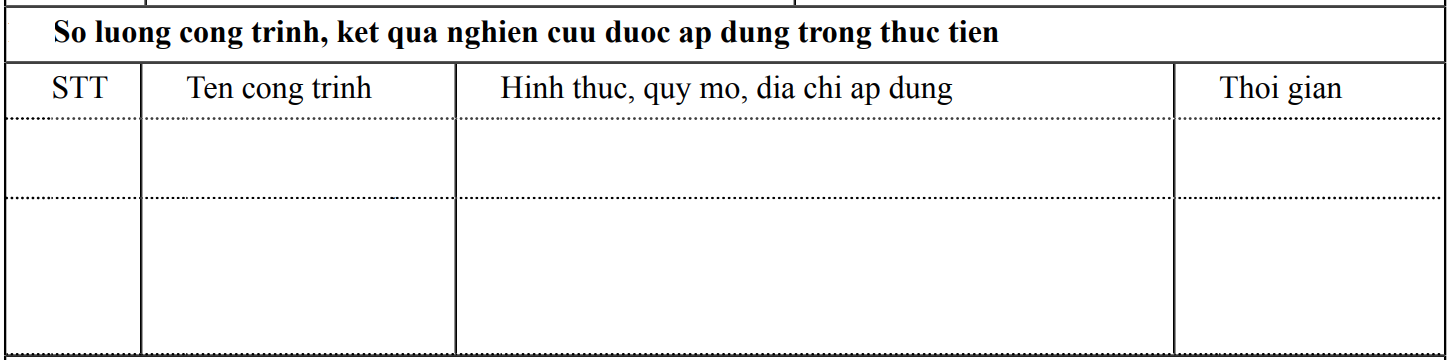 So luong cong trinh, ket qua nghien cuu duoc ap dung trong thuc tien
STT Ten cong trinh Hinh thuc, quy mo, dia chi ap dung Thoi gian